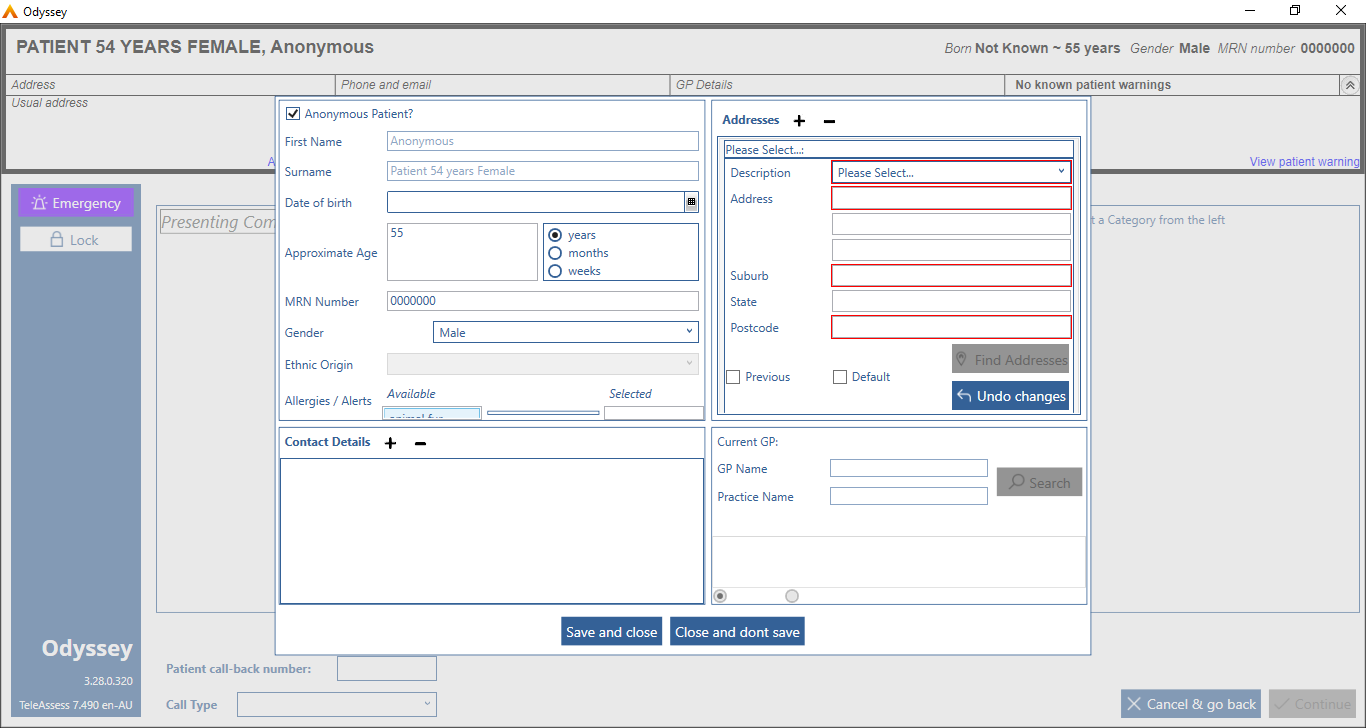 Odyssey
PATIENT 54 YEARS FEMALE, Anonymous
Born Not Known ~ 55 years Gender Male MRN number 0000000
Address
Phone and email
GP Details
No known patient warnings
Usual address
A
View patient warning
Emergency
Lock
Presenting Com
t a Category from the left
Anonymous Patient?
First Name
Anonymous
Surname
Patient 54 years Female
Date of birth
Approximate Age
55
years
months
weeks
MRN Number
0000000
Gender
Male
Ethnic Origin
Allergies / Alerts
Available
Selected
animal fur
Addresses
Please Select...:
Description
Please Select...
Address
Suburb
State
Postcode
Find Addresses
Previous
Default
Undo changes
Contact Details
Current GP:
GP Name
Practice Name
Search
Save and close
Close and dont save
Odyssey
3.28.0.320
TeleAssess 7.490 en-AU
Patient call-back number:
Call Type
Cancel & go back
Continue